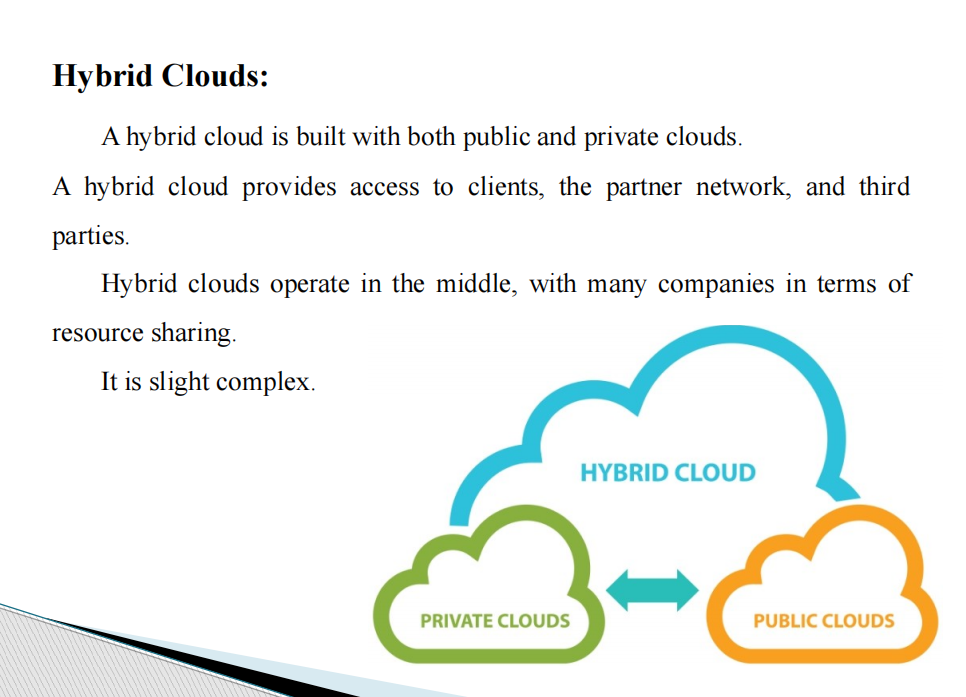 Hybrid Clouds:
A hybrid cloud is built with both public and private clouds.
A hybrid cloud provides access to clients, the partner network, and third
parties.
Hybrid clouds operate in the middle, with many companies in terms of
resource sharing.
It is slight complex.
HYBRID CLOUD
PRIVATE CLOUDS
PUBLIC CLOUDS